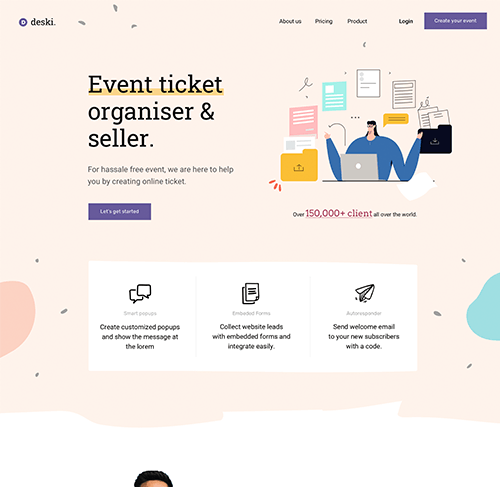 deski.
About us Pricing Product Login Create your event
Event ticket
organiser &
seller.
For hassale free event, we are here to help
you by creating online ticket.
Let's get started
Over 150,000+ client all over the world.
Smart popups
Create customized popups
and show the message at
the lorem
Embeded Forms
Collect website leads
with embedded forms and
integrate easily.
Autoresponder
Send welcome email
to your new subscribers
with a code.